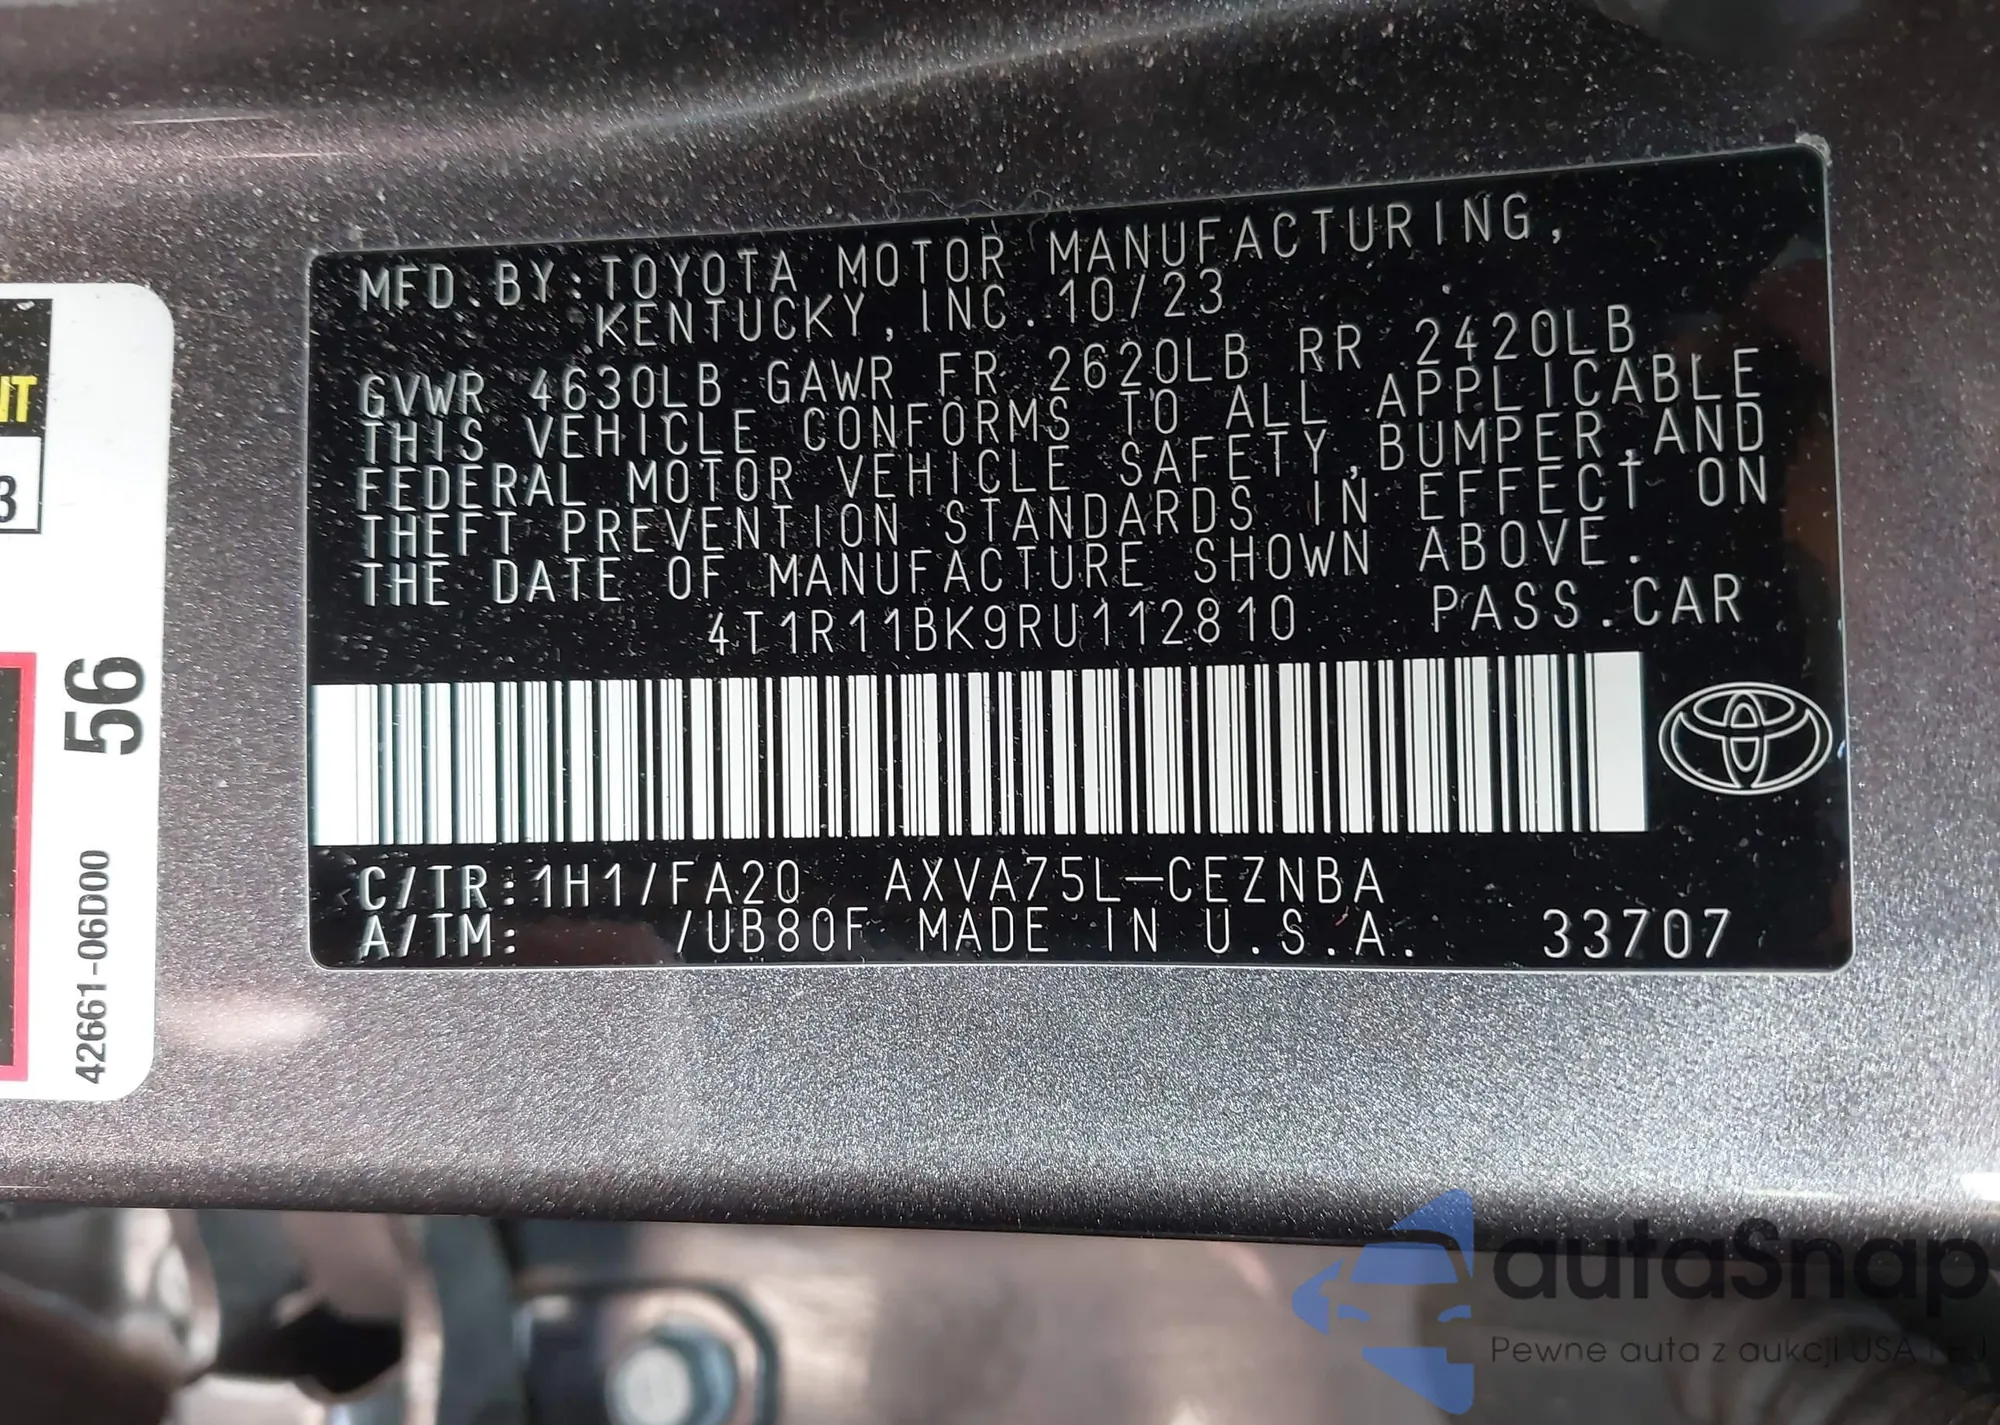 MFD.BY:TOYOTA MOTOR MANUFACTURING,
KENTUCKY,INC.10/23
GVWR 4630LB GAWR FR 2620LB RR 2420LB
THIS VEHICLE CONFORMS TO ALL APPLICABLE
FEDERAL MOTOR VEHICLE SAFETY,BUMPER,AND
THEFT PREVENTION STANDARDS IN EFFECT ON
THE DATE OF MANUFACTURE SHOWN ABOVE.
4T1R11BK9RU112810 PASS.CAR
C/TR:1H1/FA20 AXVA75L-CEZNBA
A/TM: /UB80F MADE IN U.S.A. 33707
IT
3
56
42661-06D00
autaSnap
Pewne auta z aukcji USA i EU